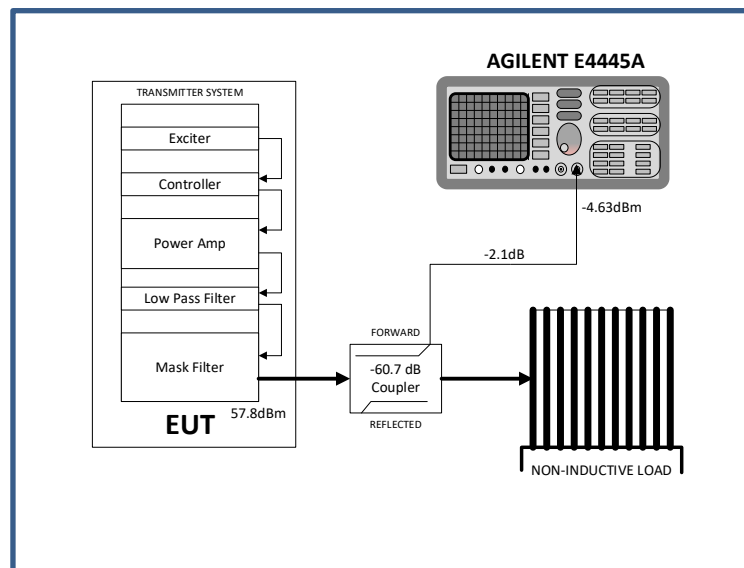 AGILENT E4445A
TRANSMITTER SYSTEM
Exciter
Controller
Power Amp
Low Pass Filter
Mask Filter
57.8dBm
EUT
-4.63dBm
-2.1dB
FORWARD
-60.7 dB
Coupler
REFLECTED
NON-INDUCTIVE LOAD